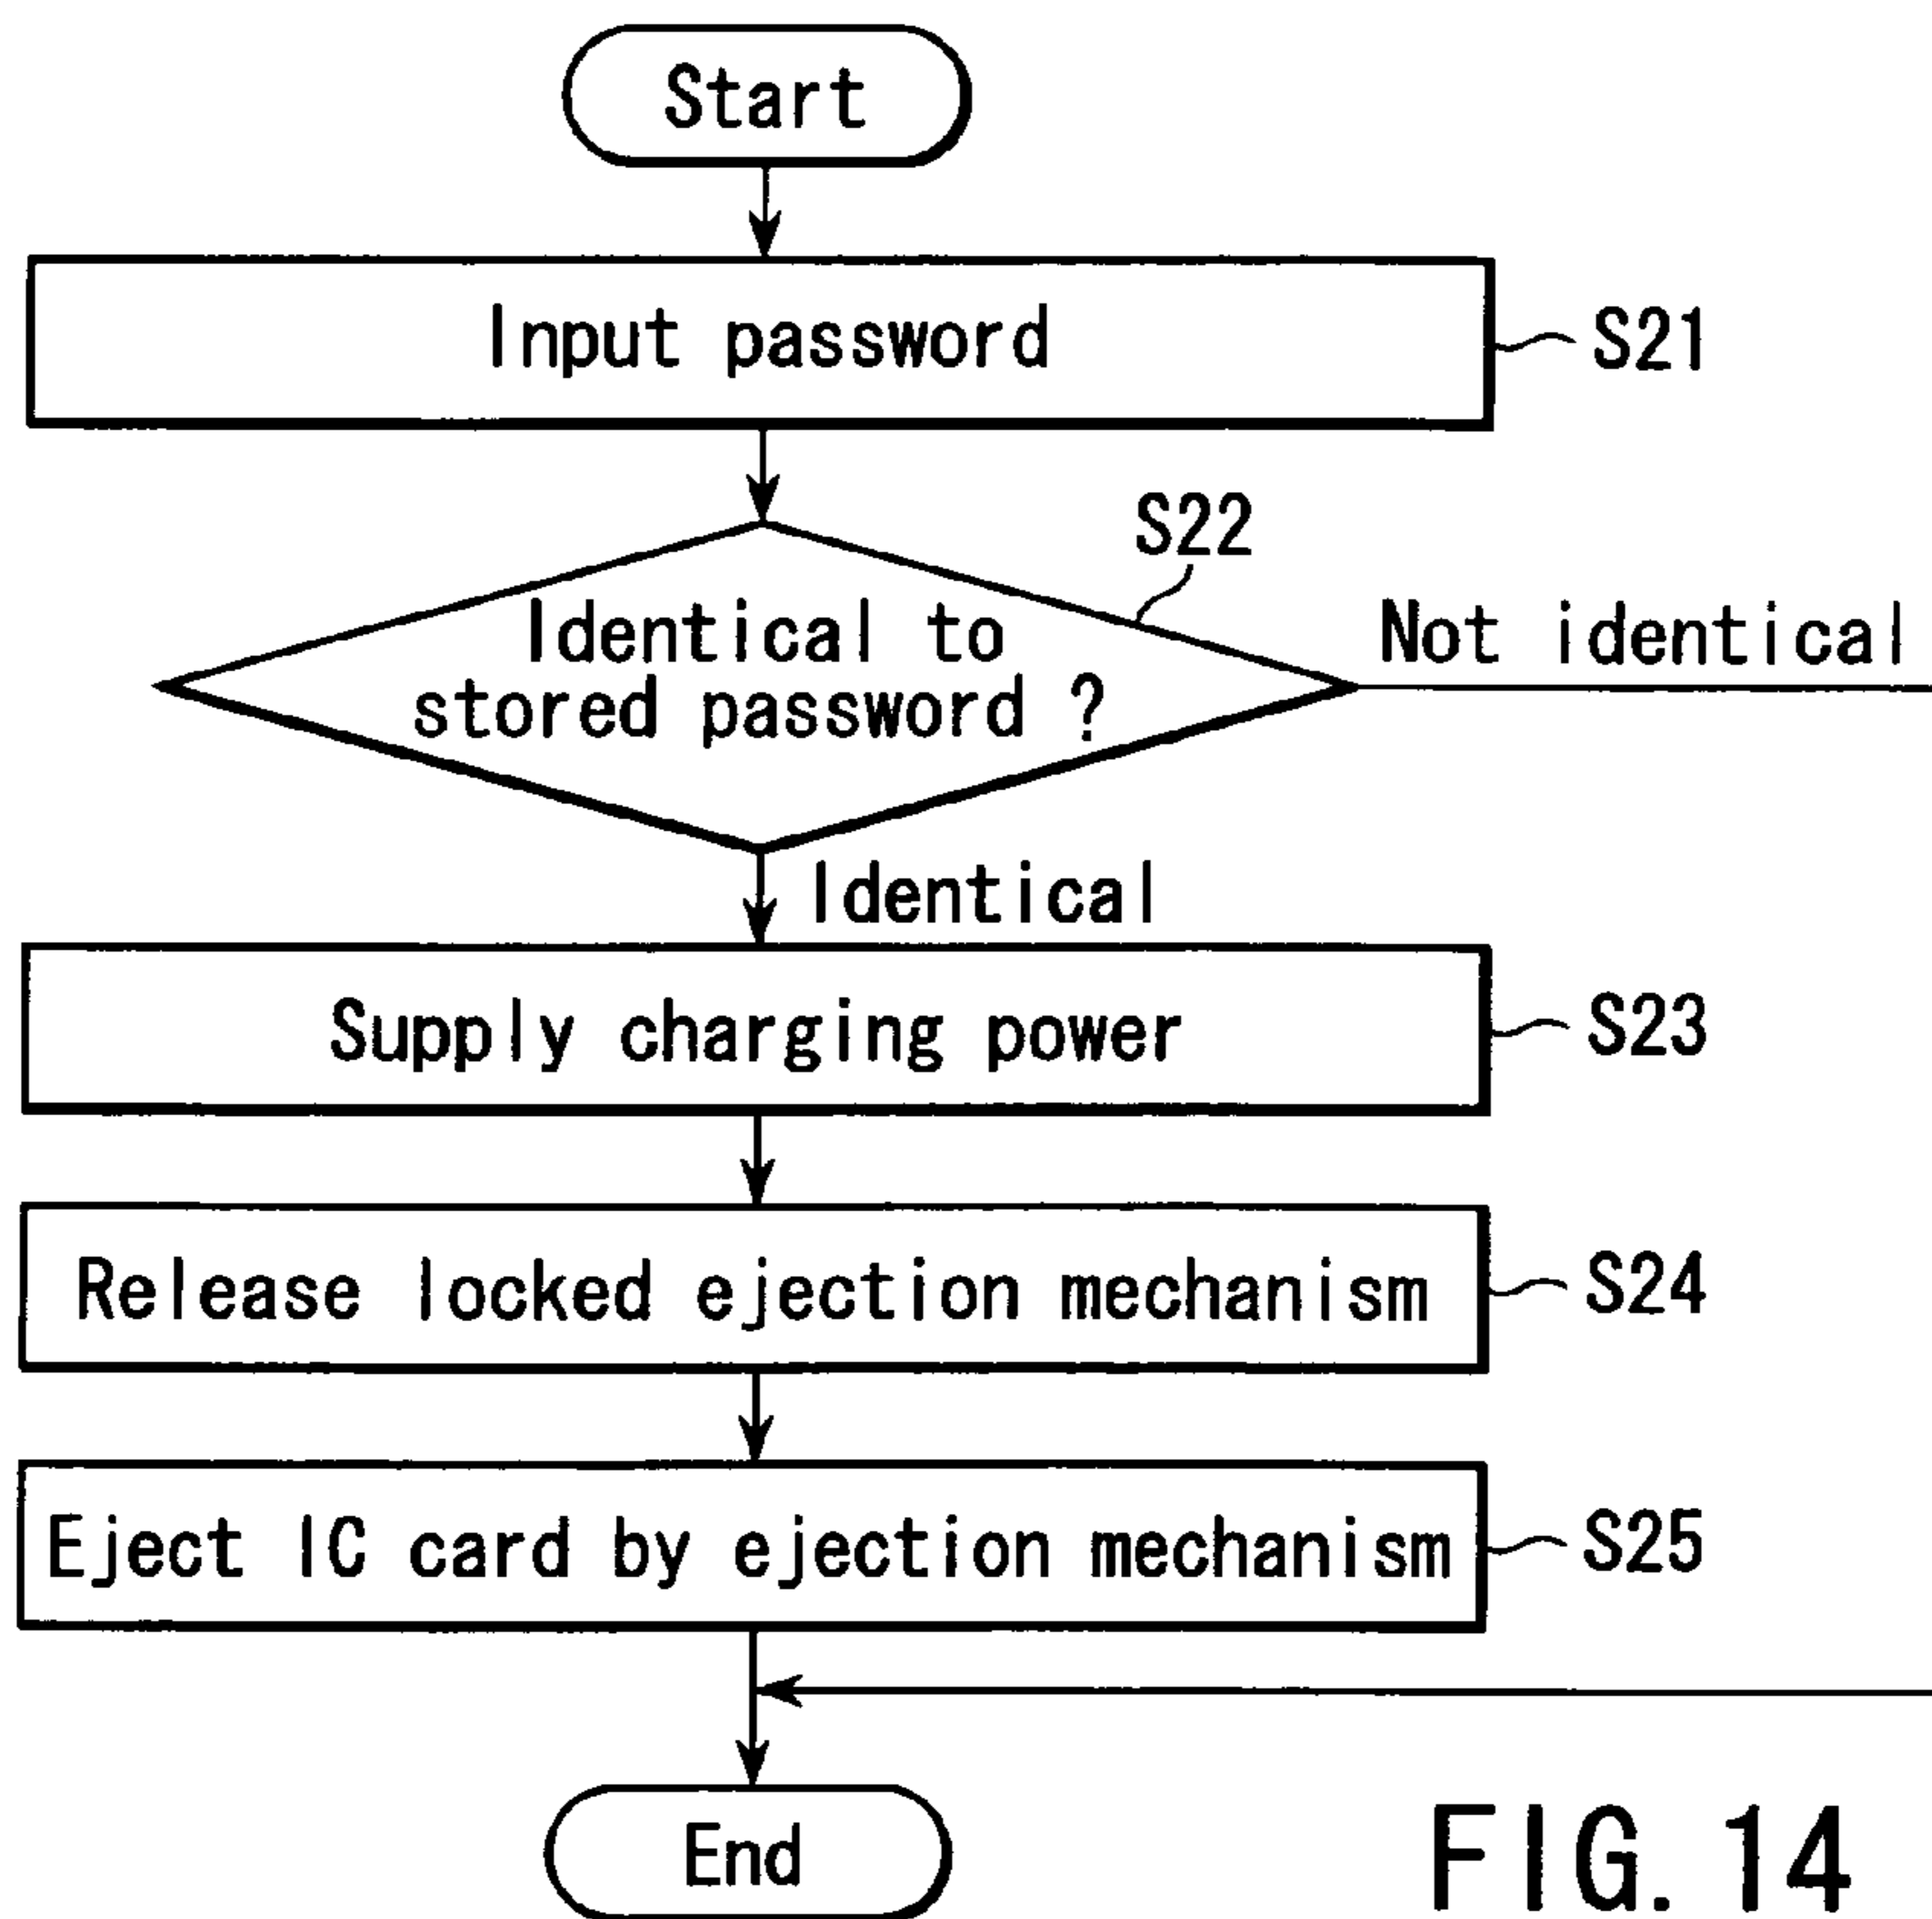 Start
Input password
S21
S22
Identical to
stored password ?
Not identical
Identical
Supply charging power
S23
Release locked ejection mechanism
S24
Eject IC card by ejection mechanism
S25
End
FIG. 14